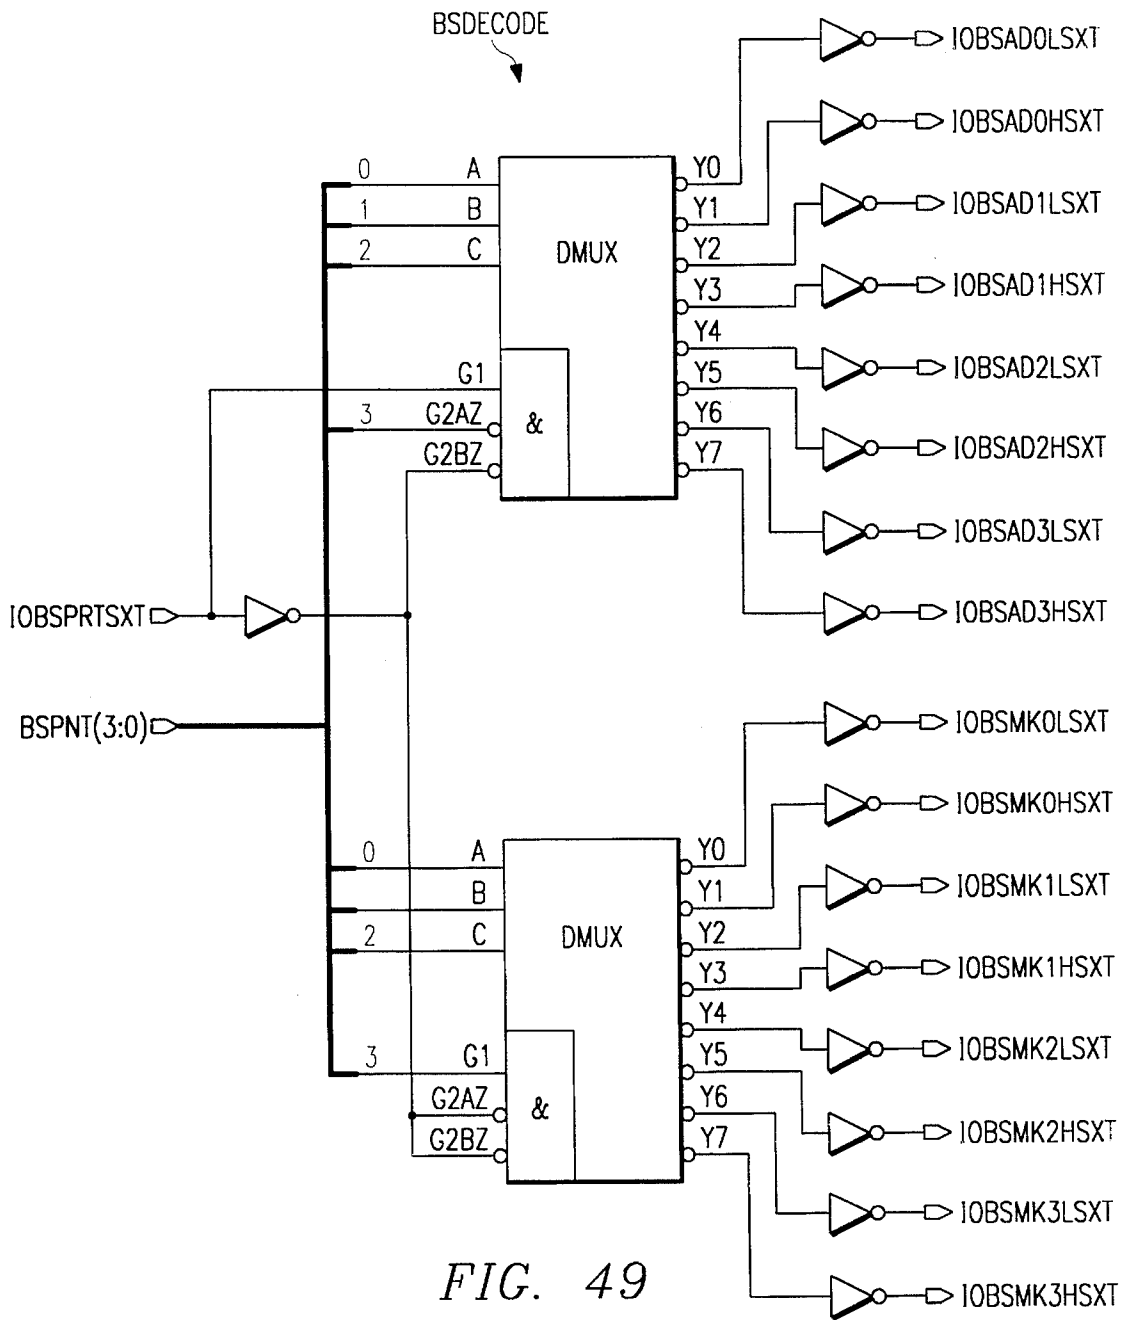 BSDECODE
IOBSAD0LSXT
IOBSAD0HSXT
IOBSAD1LSXT
IOBSAD1HSXT
IOBSAD2LSXT
IOBSAD2HSXT
IOBSAD3LSXT
IOBSAD3HSXT
0 A
1 B
2 C
DMUX
G1
3 G2AZ
G2BZ
&
Y0
Y1
Y2
Y3
Y4
Y5
Y6
Y7
IOBSPRTSXT
BSPNT(3:0)
IOBSMK0LSXT
IOBSMK0HSXT
IOBSMK1LSXT
IOBSMK1HSXT
IOBSMK2LSXT
IOBSMK2HSXT
IOBSMK3LSXT
IOBSMK3HSXT
0 A
B
2 C
DMUX
3 G1
G2AZ
G2BZ
&
Y0
Y1
Y2
Y3
Y4
Y5
Y6
Y7
FIG. 49